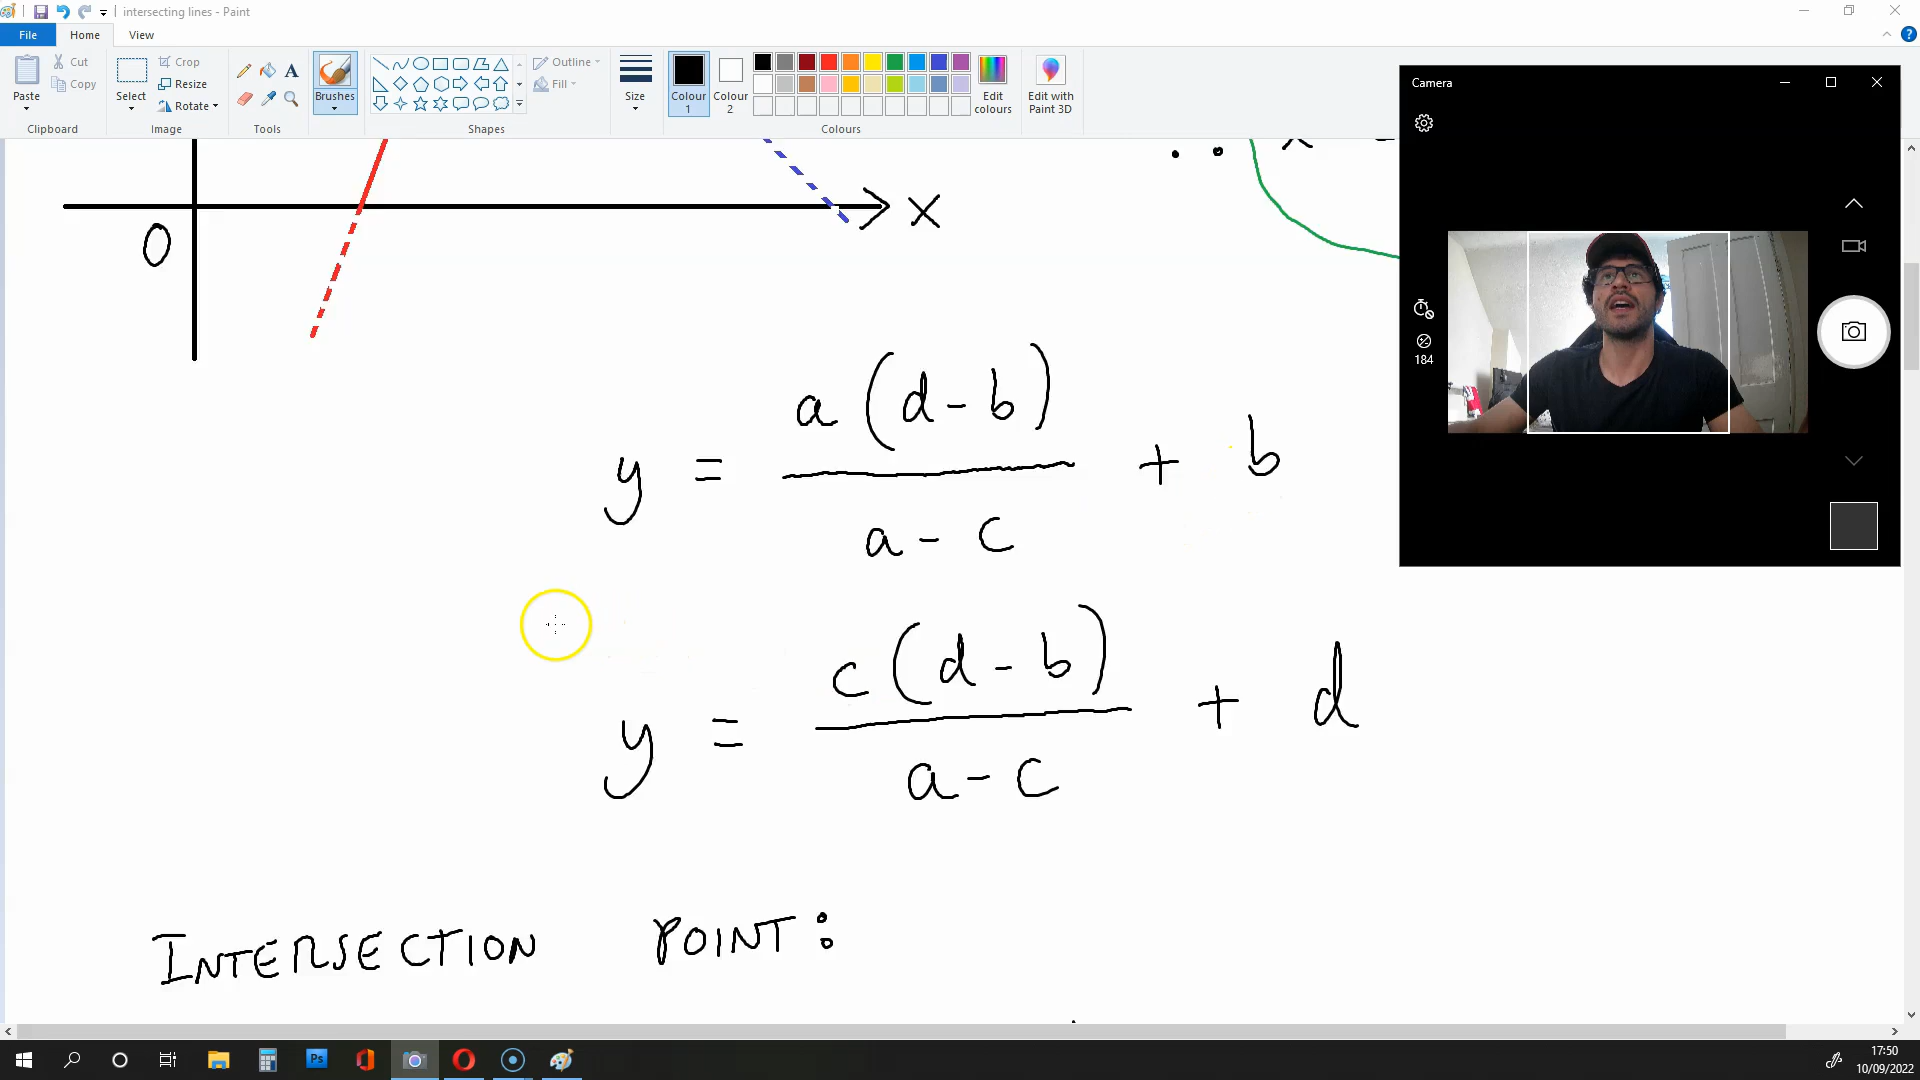 intersecting lines - Paint
File Home View
Paste
Cut
Copy
Clipboard
Select
Crop
Resize
Rotate
Image
Tools
Brushes
Shapes
Outline
Fill
Size
Colour 1
Colour 2
Edit colours
Colours
Edit with Paint 3D
Camera
184
∴ x =
x
0
y = a(d-b)/a-c + b
y = c(d-b)/a-c + d
INTERSECTION POINT:
Ps
17:50
10/09/2022